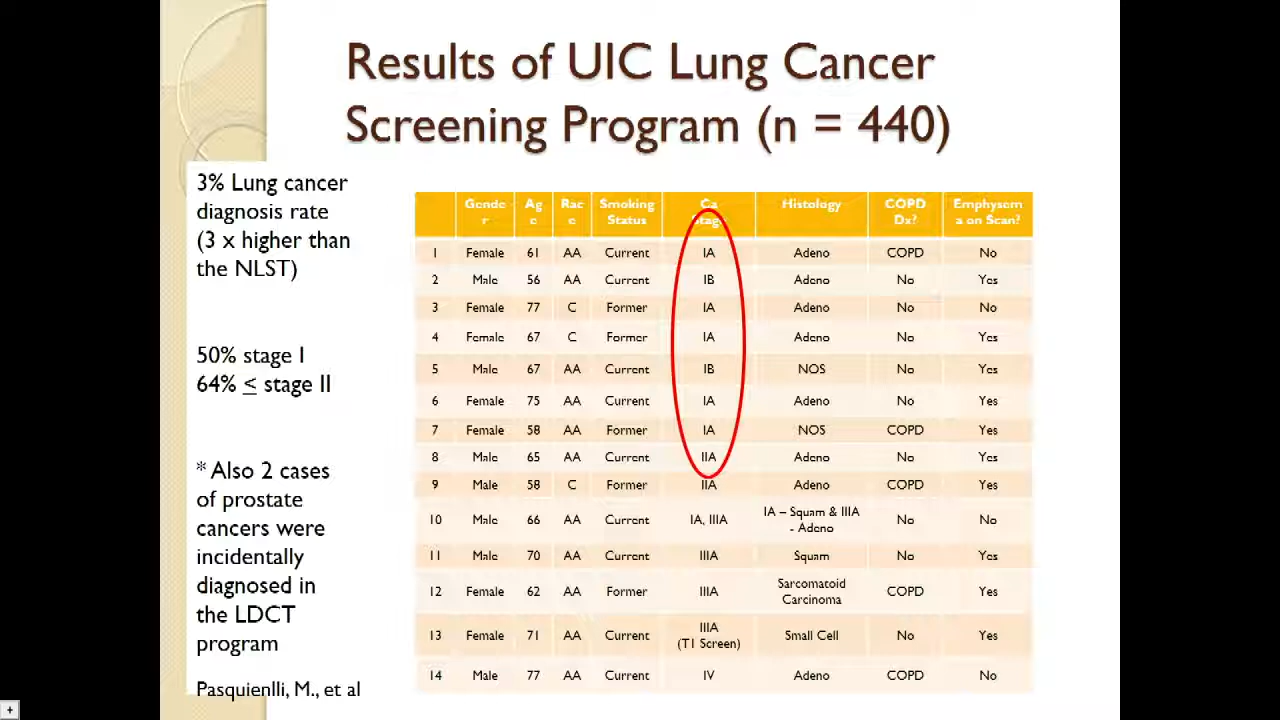 Results of UIC Lung Cancer
Screening Program (n = 440)
3% Lung cancer
diagnosis rate
(3 x higher than
the NLST)
50% stage I
64% ≤ stage II
* Also 2 cases
of prostate
cancers were
incidentally
diagnosed in
the LDCT
program
Pasquienlli, M., et al
Gender Age Race Smoking Status Ca Stage Histology COPD Dx? Emphysema on Scan?
1 Female 61 AA Current IA Adeno COPD No
2 Male 56 AA Current IB Adeno No Yes
3 Female 77 C Former IA Adeno No No
4 Female 67 C Former IA Adeno No Yes
5 Male 67 AA Current IB NOS No Yes
6 Female 75 AA Current IA Adeno No Yes
7 Female 58 AA Former IA NOS COPD Yes
8 Male 65 AA Current IIA Adeno No Yes
9 Male 58 C Former IIA Adeno COPD Yes
10 Male 66 AA Current IA, IIIA IA – Squam & IIIA - Adeno No No
11 Male 70 AA Current IIIA Squam No Yes
12 Female 62 AA Former IIIA Sarcomatoid Carcinoma COPD Yes
13 Female 71 AA Current IIIA (T1 Screen) Small Cell No Yes
14 Male 77 AA Current IV Adeno COPD No